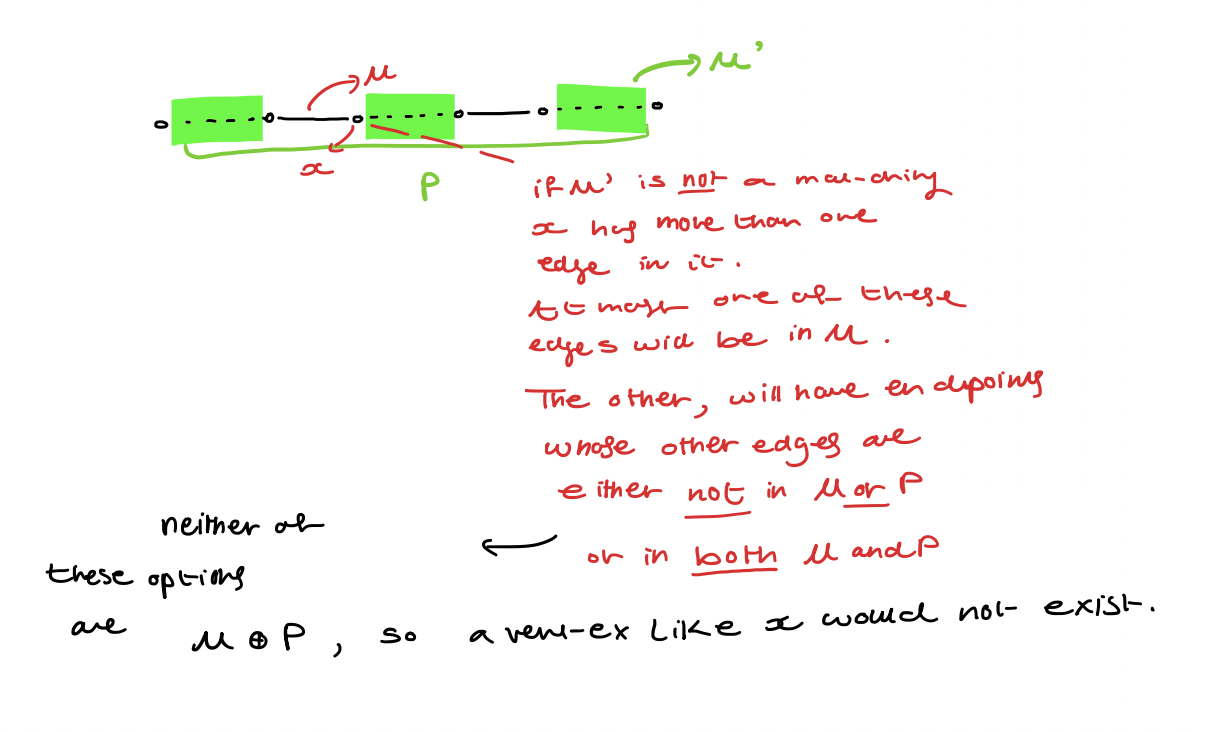 M'
M
x
P
if M' is not a matching
x has more than one
edge in it.
At most one of these
edges will be in M.
The other, will have endpoints
whose other edges are
either not in M or P
or in both M and P
neither of
these options
are M ⊕ P, so a vertex like x would not exist.